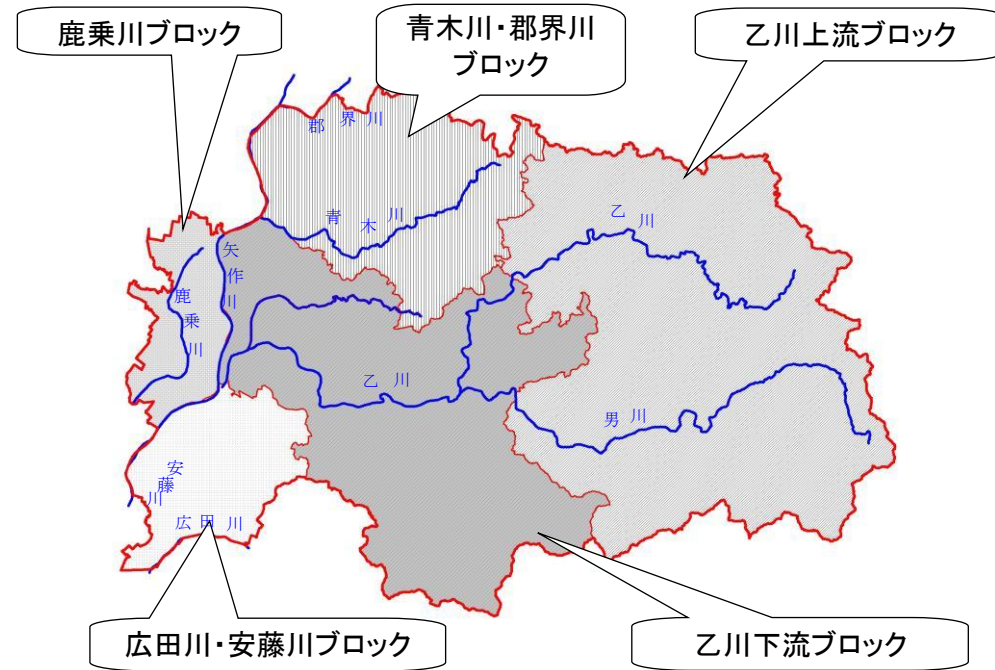 鹿乗川ブロック
青木川・郡界川
ブロック
乙川上流ブロック
郡界川
青木川
乙川
矢作川
鹿乗川
乙川
男川
安藤川
広田川
広田川・安藤川ブロック
乙川下流ブロック